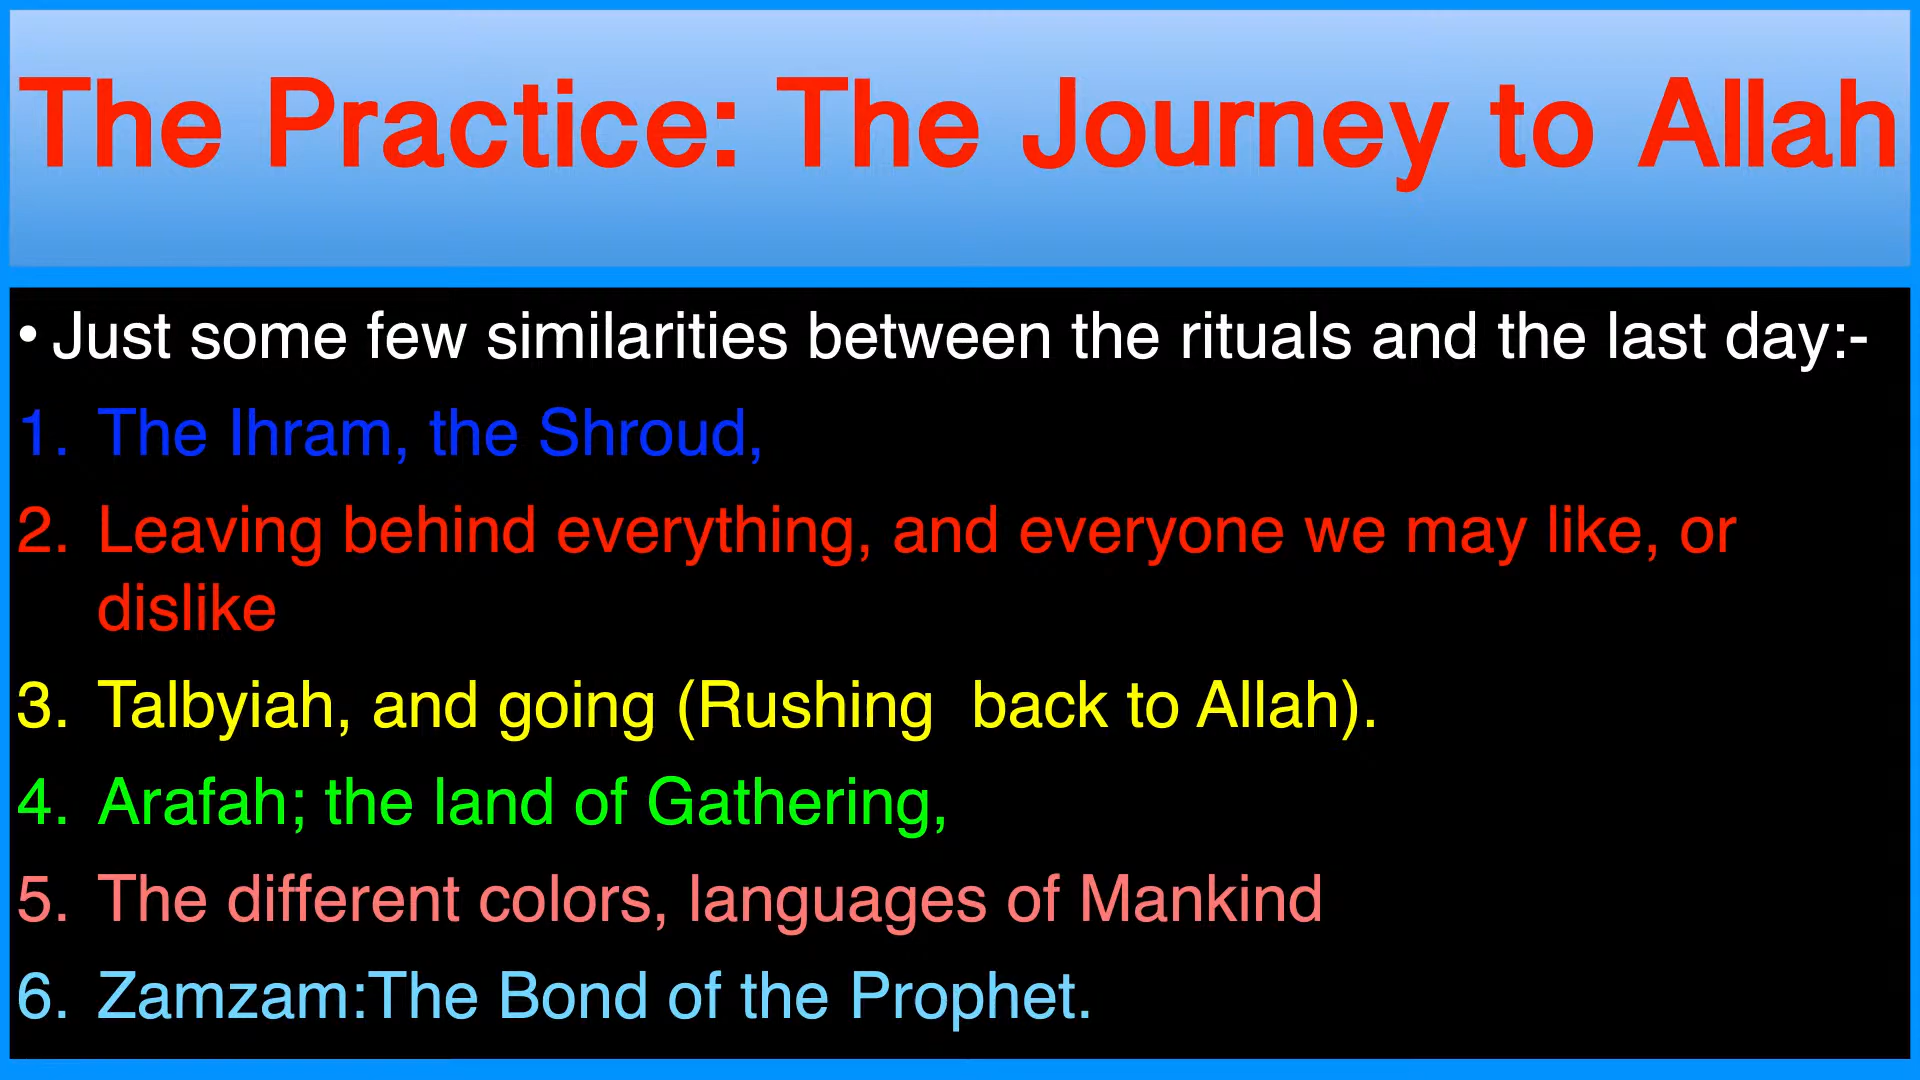 The Practice: The Journey to Allah
• Just some few similarities between the rituals and the last day:-
1. The Ihram, the Shroud,
2. Leaving behind everything, and everyone we may like, or
dislike
3. Talbyiah, and going (Rushing  back to Allah).
4. Arafah; the land of Gathering,
5. The different colors, languages of Mankind
6. Zamzam:The Bond of the Prophet.